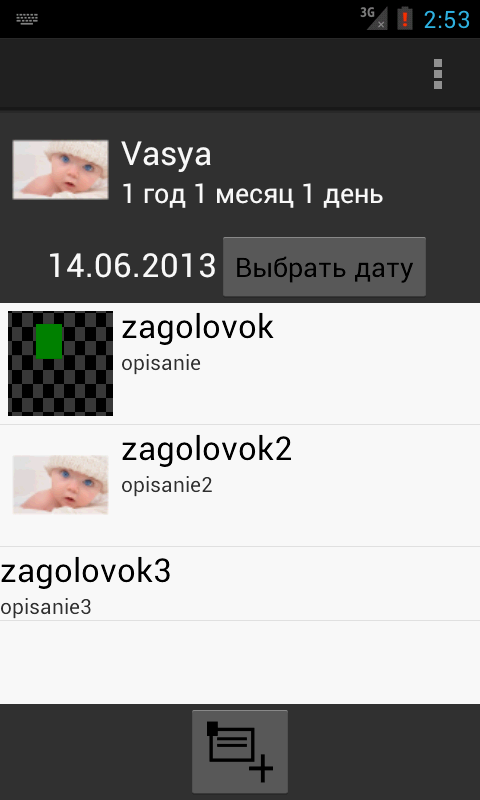 3G
2:53
Vasya
1 год 1 месяц 1 день
14.06.2013 Выбрать дату
zagolovok
opisanie
zagolovok2
opisanie2
zagolovok3
opisanie3